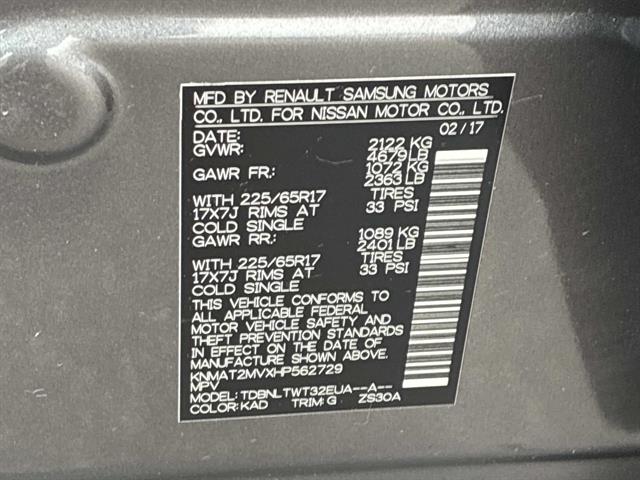 MFD BY RENAULT SAMSUNG MOTORS
CO., LTD. FOR NISSAN MOTOR CO., LTD.
DATE: 02/17
GVWR: 2122 KG
4679 LB
GAWR FR.: 1072 KG
2363 LB
WITH 225/65R17 TIRES
17X7J RIMS AT 33 PSI
COLD SINGLE
GAWR RR.: 1089 KG
2401 LB
WITH 225/65R17 TIRES
17X7J RIMS AT 33 PSI
COLD SINGLE
THIS VEHICLE CONFORMS TO
ALL APPLICABLE FEDERAL
MOTOR VEHICLE SAFETY AND
THEFT PREVENTION STANDARDS
IN EFFECT ON THE DATE OF
MANUFACTURE SHOWN ABOVE.
KNMAT2MVXHP562729
MPV
MODEL: TDBNLTWT32EUA--A--
COLOR: KAD TRIM: G ZS30A